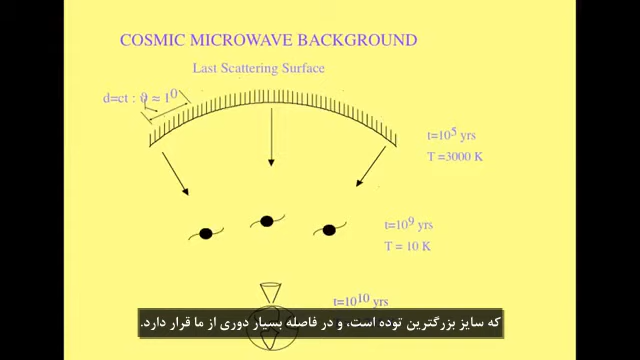 COSMIC MICROWAVE BACKGROUND
Last Scattering Surface
d=ct : ϑ ≈ 1⁰
t=10⁵ yrs
T =3000 K
t=10⁹ yrs
T = 10 K
t=10¹⁰ yrs
که سایز بزرگترین توده است، و در فاصله بسیار دوری از ما قرار دارد.